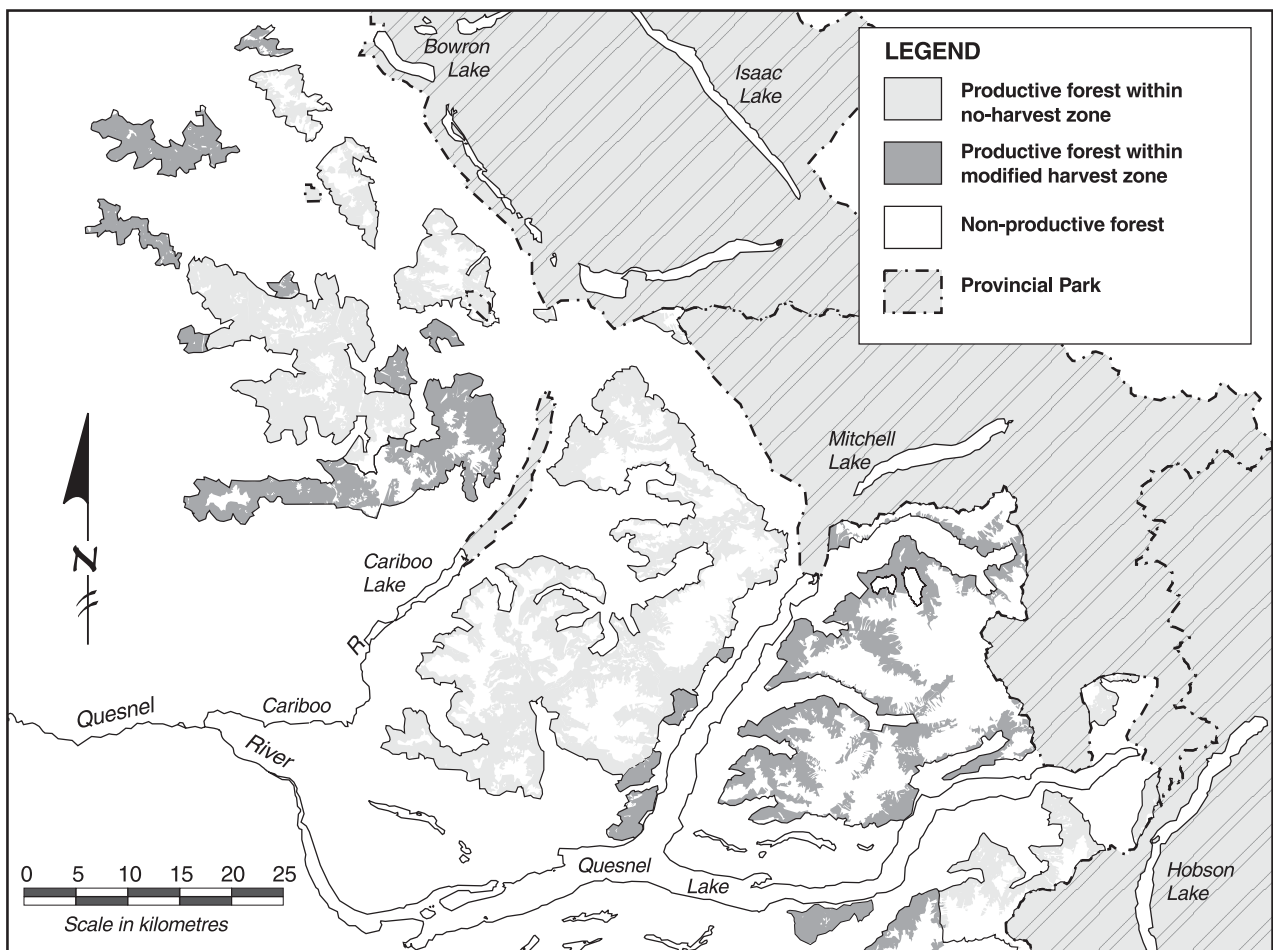 Bowron
Lake
Isaac
Lake
LEGEND
Productive forest within
no-harvest zone
Productive forest within
modified harvest zone
Non-productive forest
Provincial Park
Mitchell
Lake
N
Cariboo
Lake
R.
Cariboo
Quesnel
River
Quesnel
Lake
Hobson
Lake
0 5 10 15 20 25
Scale in kilometres